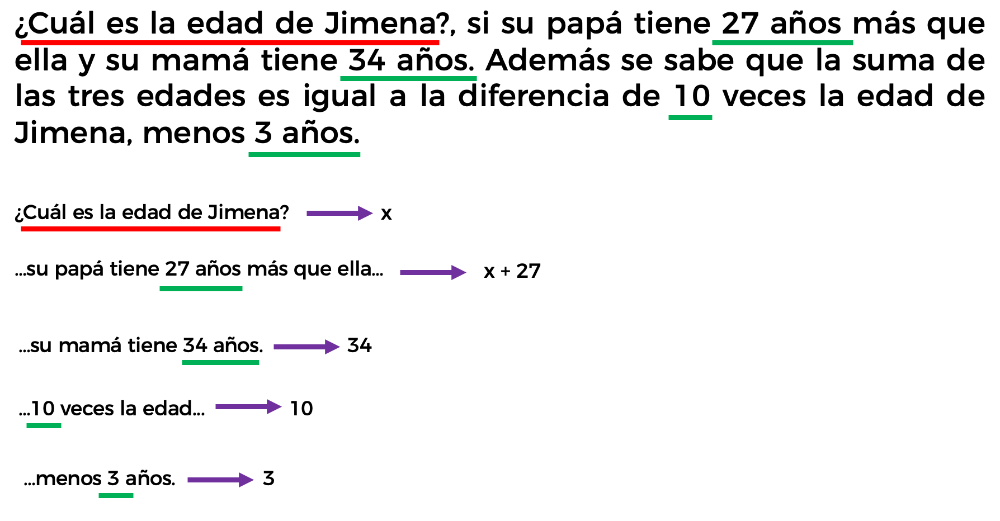 ¿Cuál es la edad de Jimena?, si su papá tiene 27 años más que
ella y su mamá tiene 34 años. Además se sabe que la suma de
las tres edades es igual a la diferencia de 10 veces la edad de
Jimena, menos 3 años.
¿Cuál es la edad de Jimena? x
...su papá tiene 27 años más que ella... x + 27
...su mamá tiene 34 años. 34
...10 veces la edad... 10
...menos 3 años. 3